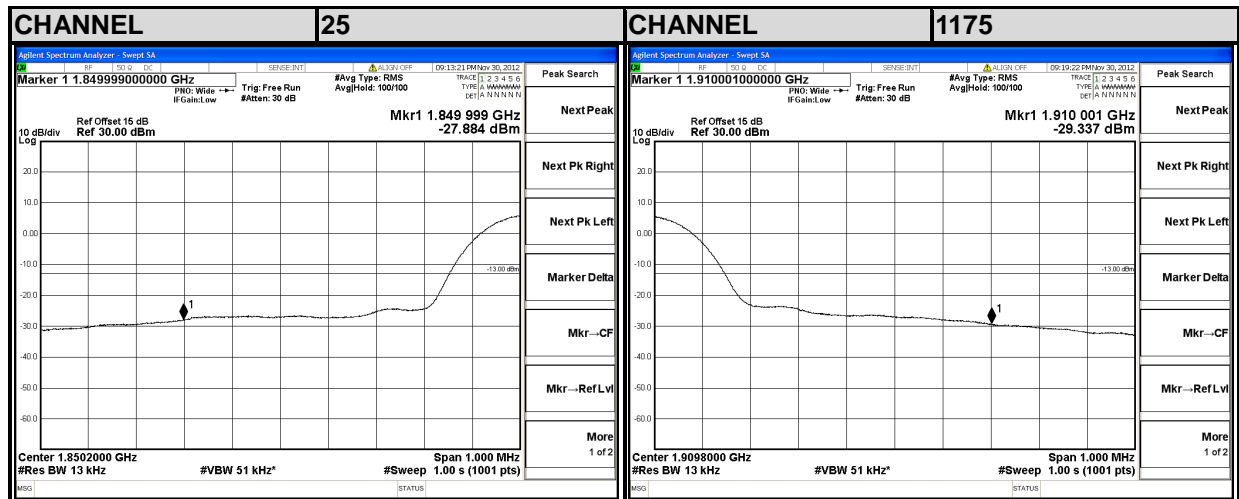 CHANNEL 25 CHANNEL 1175
Agilent Spectrum Analyzer - Swept SA
RF 50 Ω DC SENSE:INT ALIGN OFF 09:13:21 PM Nov 30, 2012
Marker 1 1.849999000000 GHz
PNO: Wide
IFGain:Low
Trig: Free Run
#Atten: 30 dB
#Avg Type: RMS
Avg|Hold: 100/100
TRACE 1 2 3 4 5 6
TYPE A WWWWW
DET A N N N N N
Peak Search
Mkr1 1.849 999 GHz
-27.884 dBm
Ref Offset 15 dB
10 dB/div Ref 30.00 dBm
Log
20.0
10.0
0.00
-10.0
-13.00 dBm
-20.0
1
-30.0
-40.0
-50.0
-60.0
Next Peak
Next Pk Right
Next Pk Left
Marker Delta
Mkr→CF
Mkr→Ref Lvl
More
1 of 2
Center 1.8502000 GHz Span 1.000 MHz
#Res BW 13 kHz #VBW 51 kHz* #Sweep 1.00 s (1001 pts)
MSG STATUS
Agilent Spectrum Analyzer - Swept SA
RF 50 Ω DC SENSE:INT ALIGN OFF 09:19:22 PM Nov 30, 2012
Marker 1 1.910001000000 GHz
PNO: Wide
IFGain:Low
Trig: Free Run
#Atten: 30 dB
#Avg Type: RMS
Avg|Hold: 100/100
TRACE 1 2 3 4 5 6
TYPE A WWWWW
DET A N N N N N
Peak Search
Mkr1 1.910 001 GHz
-29.337 dBm
Ref Offset 15 dB
10 dB/div Ref 30.00 dBm
Log
20.0
10.0
0.00
-10.0
-13.00 dBm
-20.0
1
-30.0
-40.0
-50.0
-60.0
Next Peak
Next Pk Right
Next Pk Left
Marker Delta
Mkr→CF
Mkr→Ref Lvl
More
1 of 2
Center 1.9098000 GHz Span 1.000 MHz
#Res BW 13 kHz #VBW 51 kHz* #Sweep 1.00 s (1001 pts)
MSG STATUS